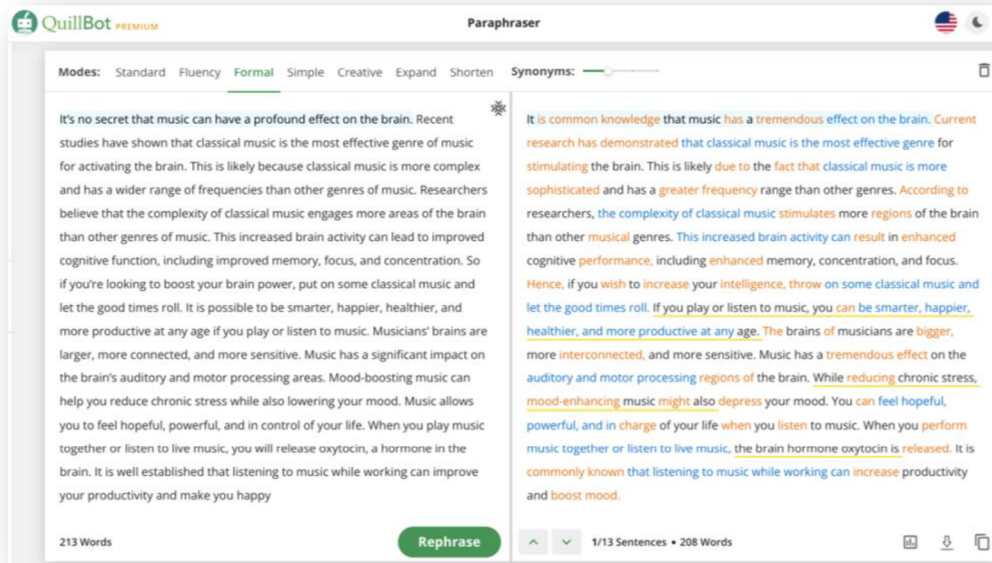 QuillBot PREMIUM
Paraphraser
Modes: Standard Fluency Formal Simple Creative Expand Shorten Synonyms:
It's no secret that music can have a profound effect on the brain. Recent
studies have shown that classical music is the most effective genre of music
for activating the brain. This is likely because classical music is more complex
and has a wider range of frequencies than other genres of music. Researchers
believe that the complexity of classical music engages more areas of the brain
than other genres of music. This increased brain activity can lead to improved
cognitive function, including improved memory, focus, and concentration. So
if you're looking to boost your brain power, put on some classical music and
let the good times roll. It is possible to be smarter, happier, healthier, and
more productive at any age if you play or listen to music. Musicians' brains are
larger, more connected, and more sensitive. Music has a significant impact on
the brain's auditory and motor processing areas. Mood-boosting music can
help you reduce chronic stress while also lowering your mood. Music allows
you to feel hopeful, powerful, and in control of your life. When you play music
together or listen to live music, you will release oxytocin, a hormone in the
brain. It is well established that listening to music while working can improve
your productivity and make you happy
213 Words
Rephrase
It is common knowledge that music has a tremendous effect on the brain. Current
research has demonstrated that classical music is the most effective genre for
stimulating the brain. This is likely due to the fact that classical music is more
sophisticated and has a greater frequency range than other genres. According to
researchers, the complexity of classical music stimulates more regions of the brain
than other musical genres. This increased brain activity can result in enhanced
cognitive performance, including enhanced memory, concentration, and focus.
Hence, if you wish to increase your intelligence, throw on some classical music and
let the good times roll. If you play or listen to music, you can be smarter, happier,
healthier, and more productive at any age. The brains of musicians are bigger,
more interconnected, and more sensitive. Music has a tremendous effect on the
auditory and motor processing regions of the brain. While reducing chronic stress,
mood-enhancing music might also depress your mood. You can feel hopeful,
powerful, and in charge of your life when you listen to music. When you perform
music together or listen to live music, the brain hormone oxytocin is released. It is
commonly known that listening to music while working can increase productivity
and boost mood.
1/13 Sentences • 208 Words